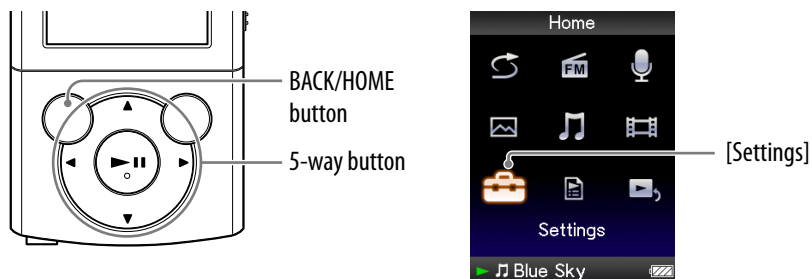 BACK/HOME
button
5-way button
Home
FM
[Settings]
Settings
Blue Sky